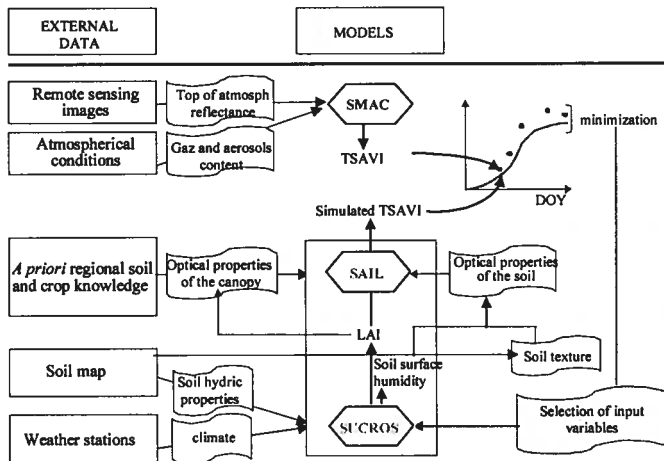 EXTERNAL
DATA
MODELS
Remote sensing
images
Top of atmosph
reflectance
SMAC
minimization
Atmospherical
conditions
Gaz and aerosols
content
TSAVI
DOY
Simulated TSAVI
A priori regional soil
and crop knowledge
Optical properties
of the canopy
SAIL
Optical properties
of the soil
LAI
Soil map
Soil surface
humidity
Soil texture
Soil hydric
properties
Weather stations
climate
SUCROS
Selection of input
variables